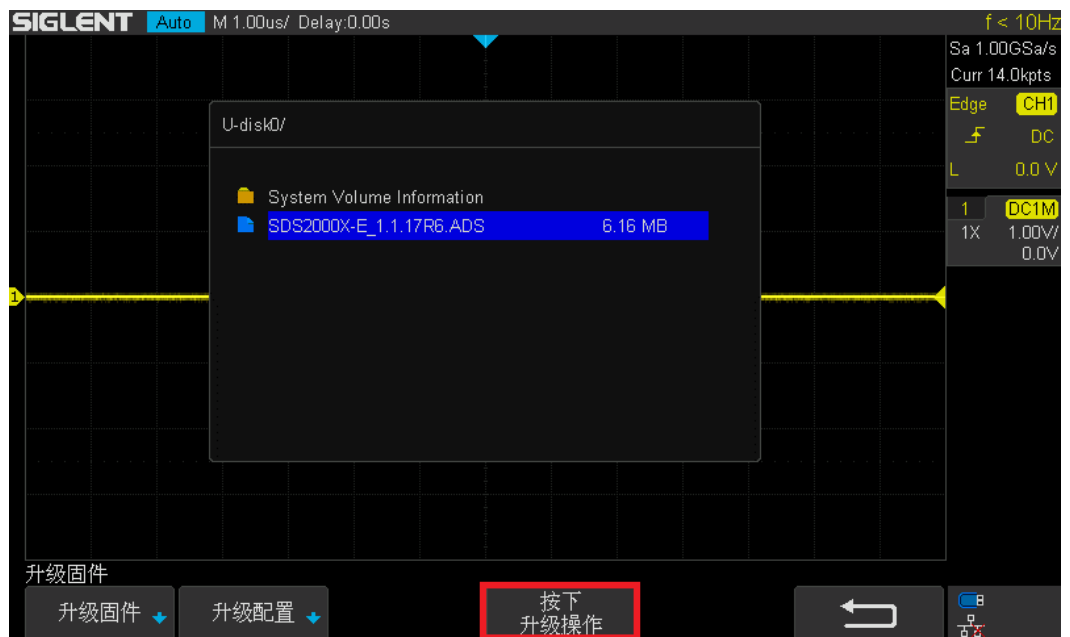 SIGLENT Auto M 1.00us/ Delay:0.00s f < 10Hz
Sa 1.00GSa/s
Curr 14.0kpts
Edge CH1
DC
L 0.0 V
U-disk0/
System Volume Information
SDS2000X-E_1.1.17R6.ADS 6.16 MB
1 DC1M
1X 1.00V/
0.0V
1
升级固件
升级固件 升级配置 按下
升级操作